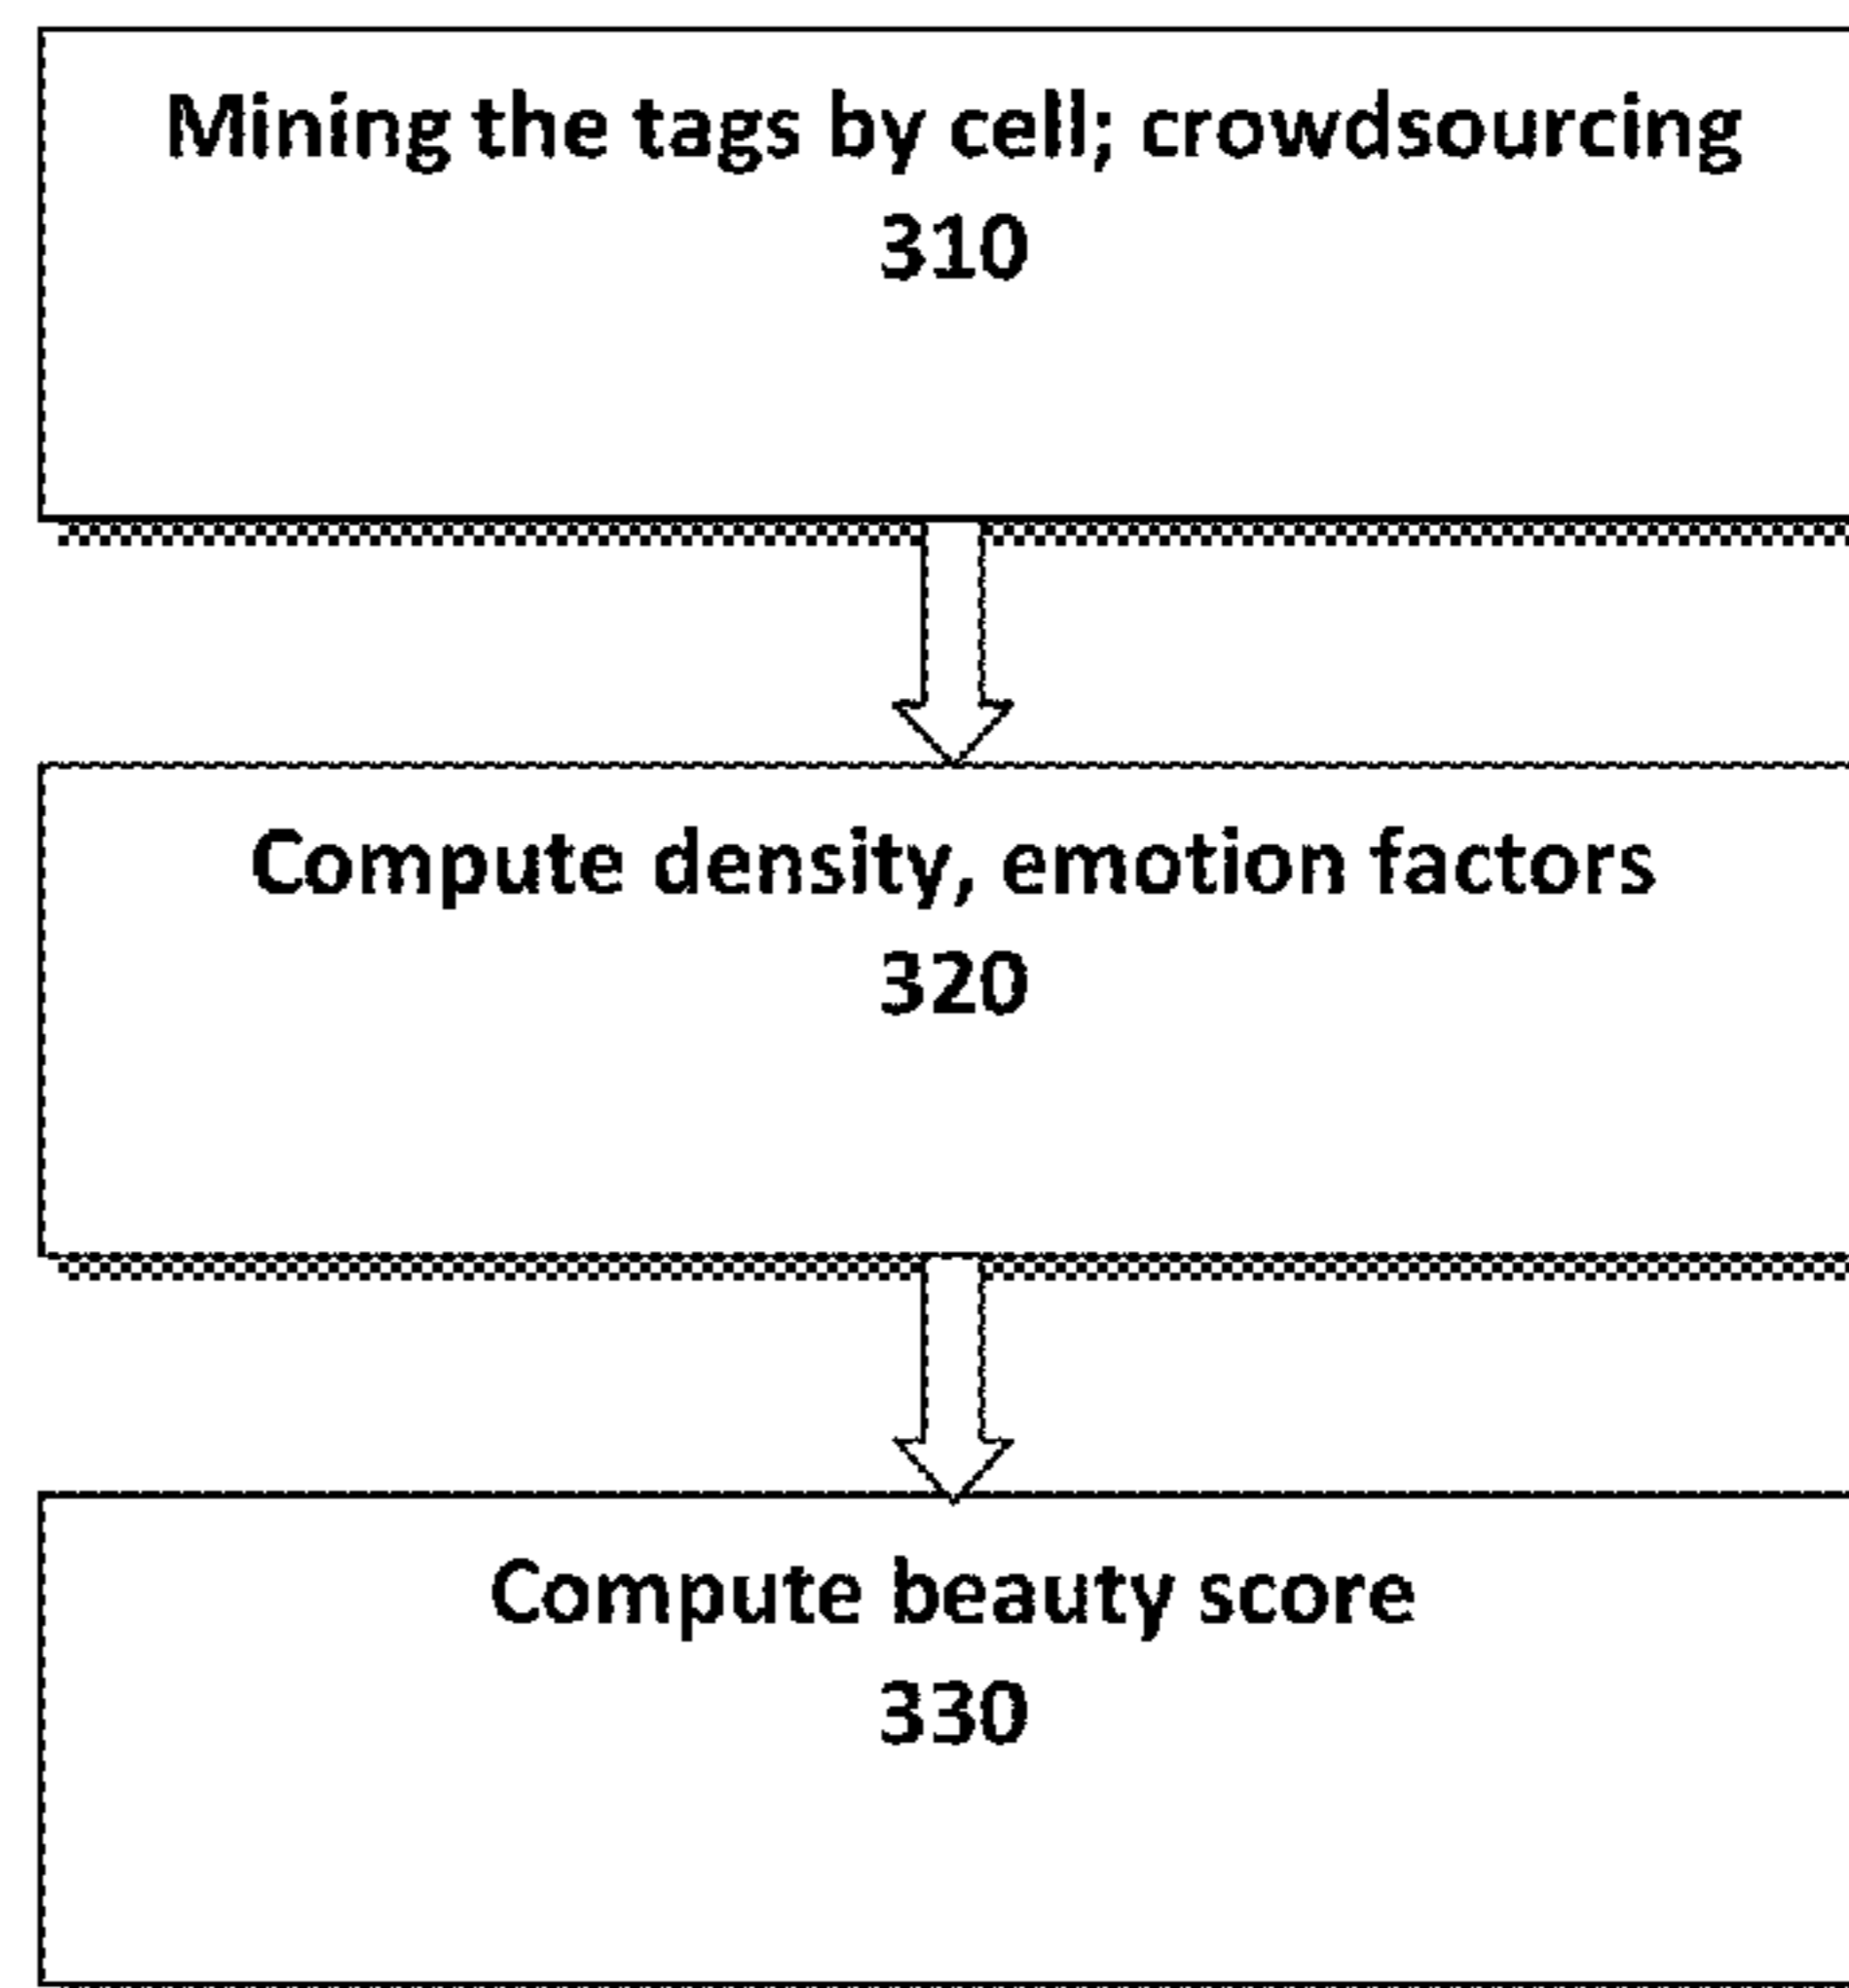 Mining the tags by cell; crowdsourcing
310
Compute density, emotion factors
320
Compute beauty score
330